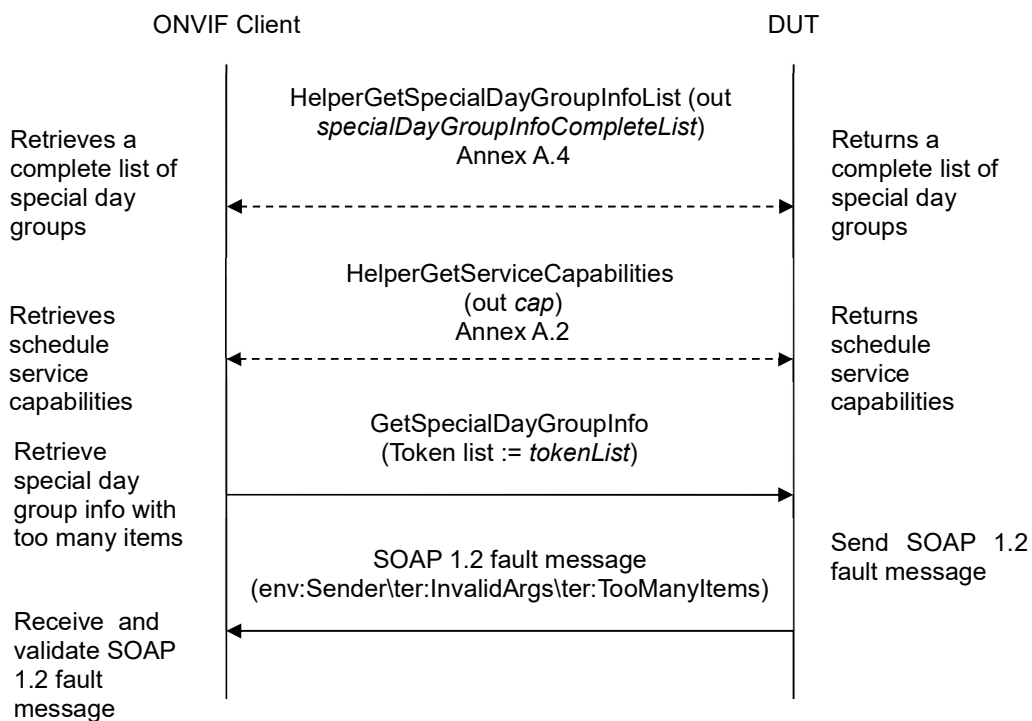 ONVIF Client
DUT
HelperGetSpecialDayGroupInfoList (out
specialDayGroupInfoCompleteList)
Annex A.4
Retrieves a
complete list of
special day
groups
Returns a
complete list of
special day
groups
HelperGetServiceCapabilities
(out cap)
Annex A.2
Retrieves
schedule
service
capabilities
Returns
schedule
service
capabilities
GetSpecialDayGroupInfo
(Token list := tokenList)
Retrieve
special day
group info with
too many items
SOAP 1.2 fault message
(env:Sender\ter:InvalidArgs\ter:TooManyItems)
Send SOAP 1.2
fault message
Receive and
validate SOAP
1.2 fault
message